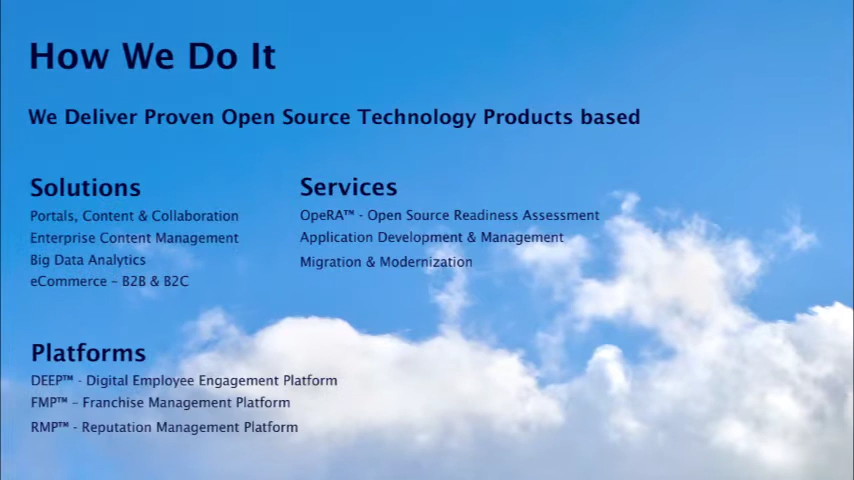 How We Do It
We Deliver Proven Open Source Technology Products based
Solutions
Portals, Content & Collaboration
Enterprise Content Management
Big Data Analytics
eCommerce – B2B & B2C
Services
OpeRA™ - Open Source Readiness Assessment
Application Development & Management
Migration & Modernization
Platforms
DEEP™ - Digital Employee Engagement Platform
FMP™ – Franchise Management Platform
RMP™ - Reputation Management Platform